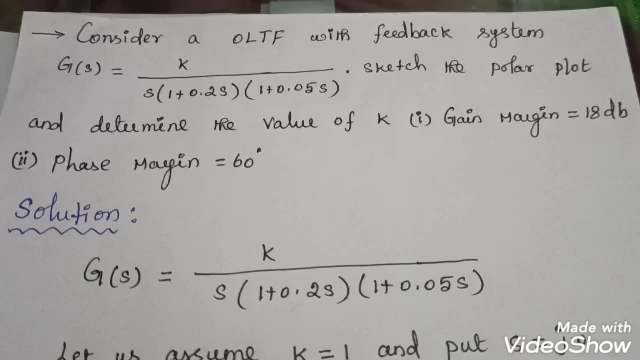 → Consider a OLTF with feedback system
G(s) = K / s(1+0.2s)(1+0.05s) . sketch the polar plot
and determine the value of K (i) Gain Margin = 18 db
(ii) Phase Margin = 60°
Solution :
G(s) = K / s(1+0.2s)(1+0.05s)
Let us assume K = 1 and put
Made with
VideoShow